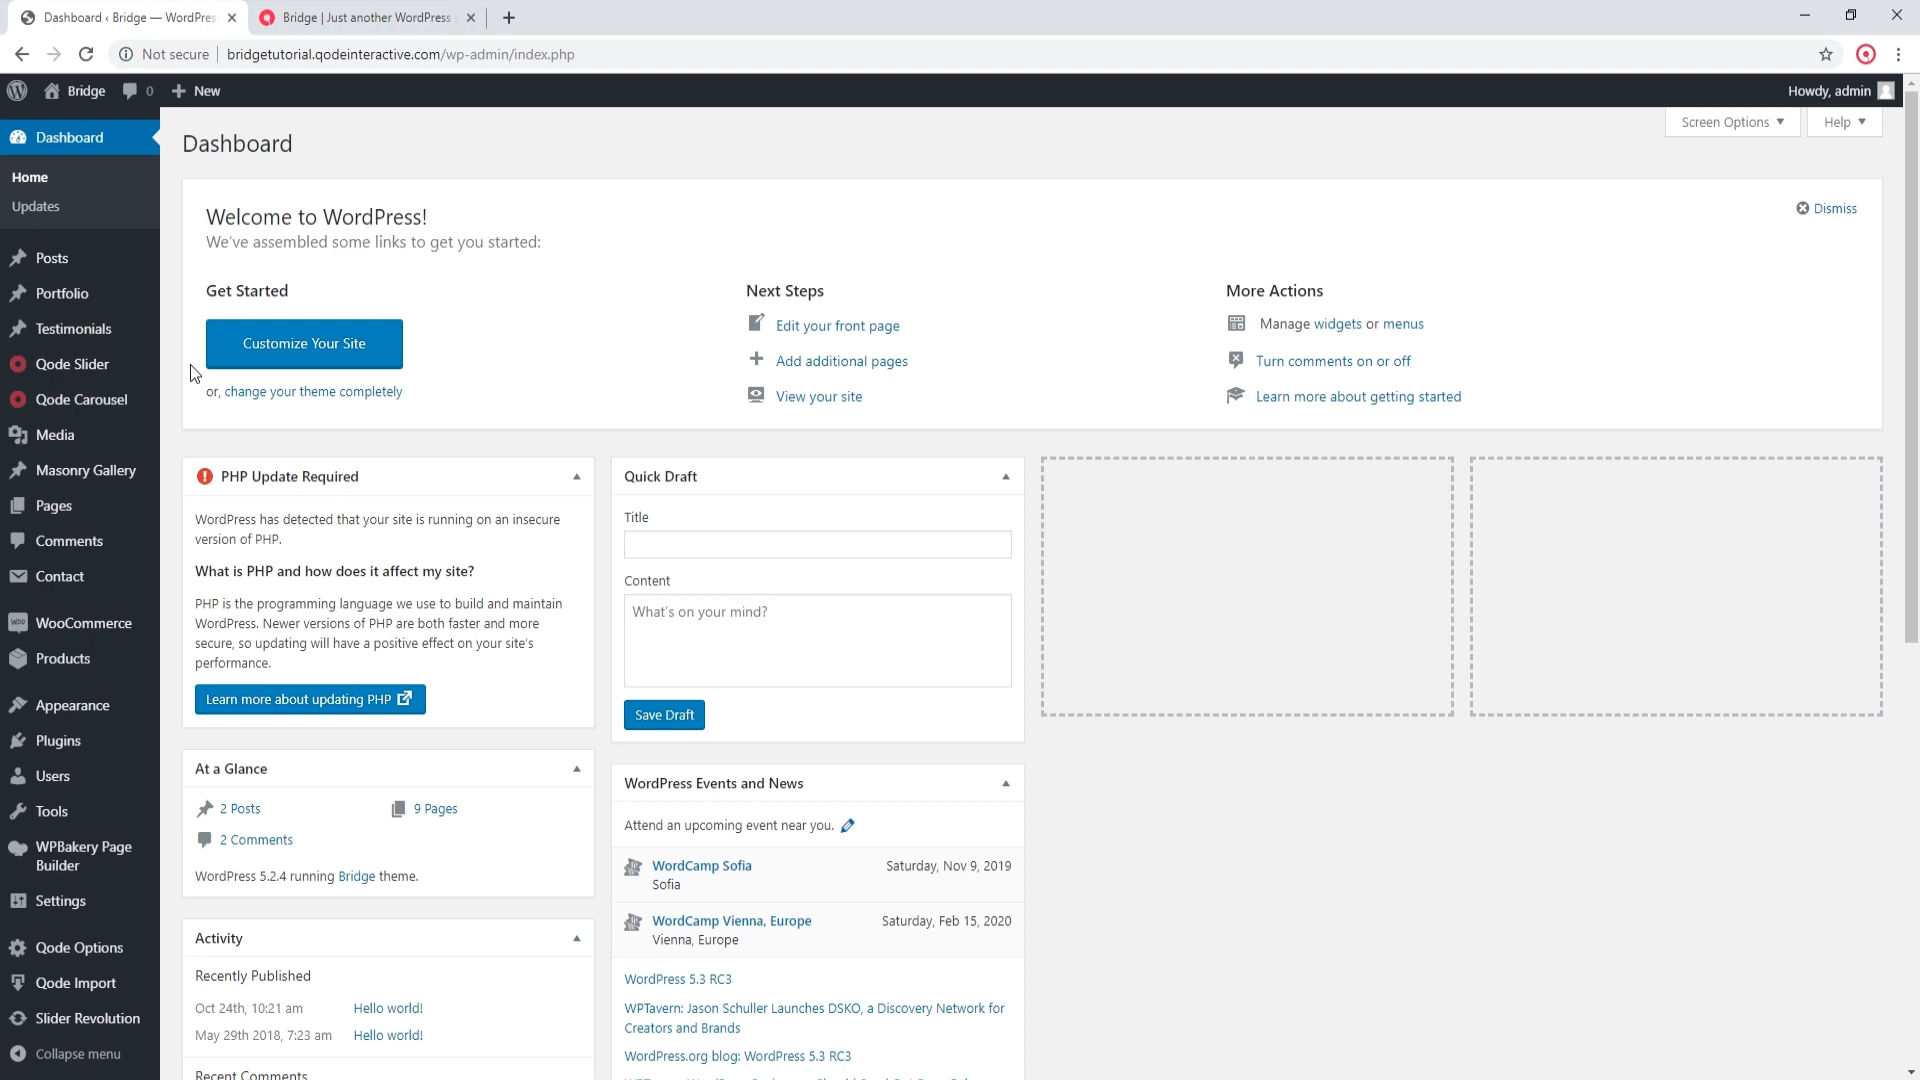 Dashboard ‹ Bridge — WordPres
Bridge | Just another WordPress s
Not secure
bridgetutorial.qodeinteractive.com/wp-admin/index.php
Bridge
0
New
Howdy, admin
Dashboard
Home
Updates
Posts
Portfolio
Testimonials
Qode Slider
Qode Carousel
Media
Masonry Gallery
Pages
Comments
Contact
WooCommerce
Products
Appearance
Plugins
Users
Tools
WPBakery Page
Builder
Settings
Qode Options
Qode Import
Slider Revolution
Collapse menu
Screen Options
Help
Dashboard
Welcome to WordPress!
We've assembled some links to get you started:
Dismiss
Get Started
Customize Your Site
or, change your theme completely
Next Steps
Edit your front page
Add additional pages
View your site
More Actions
Manage widgets or menus
Turn comments on or off
Learn more about getting started
PHP Update Required
WordPress has detected that your site is running on an insecure
version of PHP.
What is PHP and how does it affect my site?
PHP is the programming language we use to build and maintain
WordPress. Newer versions of PHP are both faster and more
secure, so updating will have a positive effect on your site's
performance.
Learn more about updating PHP
At a Glance
2 Posts
9 Pages
2 Comments
WordPress 5.2.4 running Bridge theme.
Activity
Recently Published
Oct 24th, 10:21 am Hello world!
May 29th 2018, 7:23 am Hello world!
Recent Comments
Quick Draft
Title
Content
What's on your mind?
Save Draft
WordPress Events and News
Attend an upcoming event near you.
WordCamp Sofia Saturday, Nov 9, 2019
Sofia
WordCamp Vienna, Europe Saturday, Feb 15, 2020
Vienna, Europe
WordPress 5.3 RC3
WPTavern: Jason Schuller Launches DSKO, a Discovery Network for
Creators and Brands
WordPress.org blog: WordPress 5.3 RC3